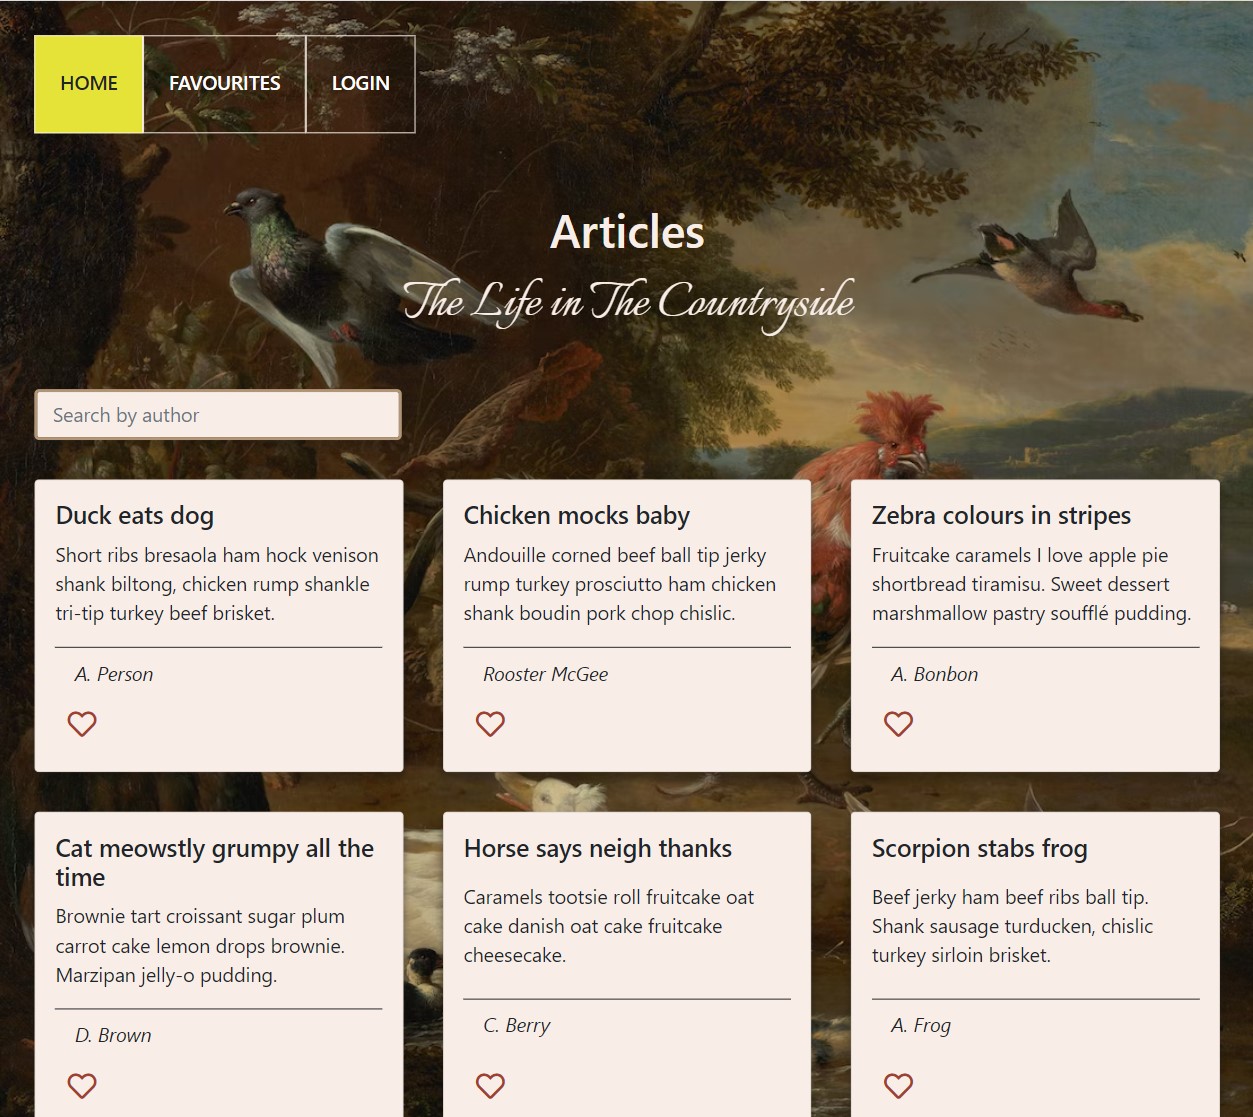 HOME FAVOURITES LOGIN
Articles
The Life in The Countryside
Search by author
Duck eats dog
Short ribs bresaola ham hock venison
shank biltong, chicken rump shankle
tri-tip turkey beef brisket.
A. Person
Chicken mocks baby
Andouille corned beef ball tip jerky
rump turkey prosciutto ham chicken
shank boudin pork chop chislic.
Rooster McGee
Zebra colours in stripes
Fruitcake caramels I love apple pie
shortbread tiramisu. Sweet dessert
marshmallow pastry soufflé pudding.
A. Bonbon
Cat meowstly grumpy all the
time
Brownie tart croissant sugar plum
carrot cake lemon drops brownie.
Marzipan jelly-o pudding.
D. Brown
Horse says neigh thanks
Caramels tootsie roll fruitcake oat
cake danish oat cake fruitcake
cheesecake.
C. Berry
Scorpion stabs frog
Beef jerky ham beef ribs ball tip.
Shank sausage turducken, chislic
turkey sirloin brisket.
A. Frog